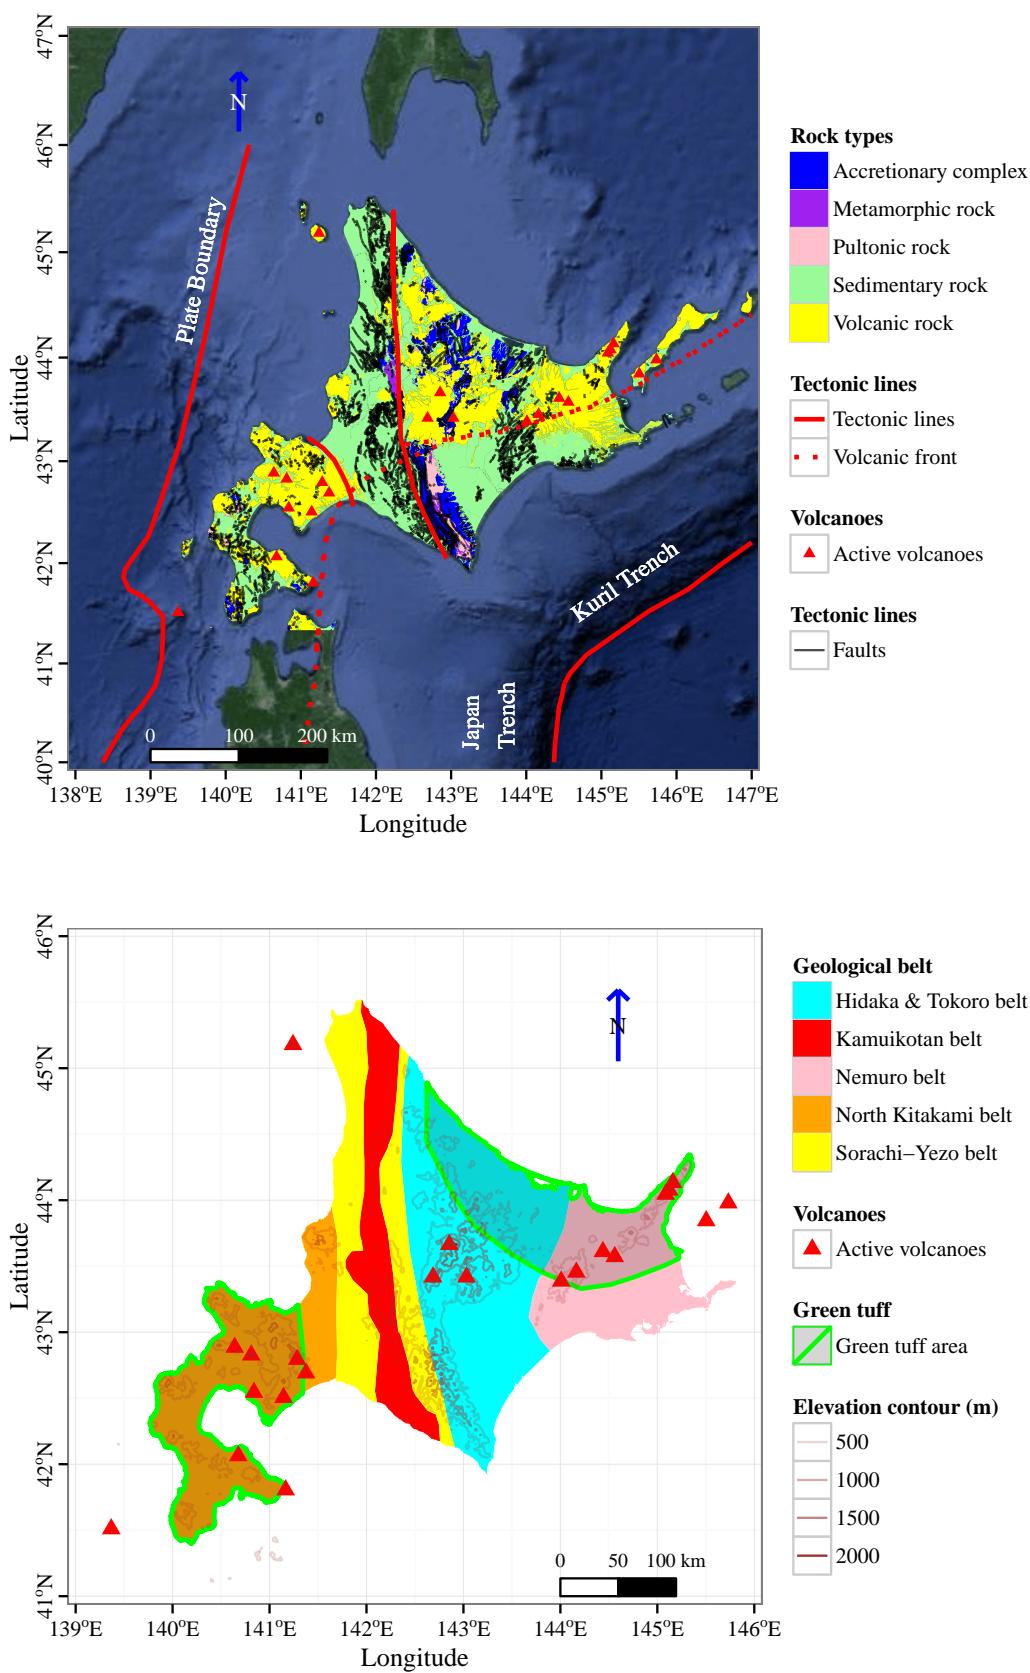 47°N
46°N
45°N
44°N
43°N
42°N
41°N
40°N
Latitude
N
Plate Boundary
Kuril Trench
Japan
Trench
0 100 200 km
138°E 139°E 140°E 141°E 142°E 143°E 144°E 145°E 146°E 147°E
Longitude
Rock types
Accretionary complex
Metamorphic rock
Pultonic rock
Sedimentary rock
Volcanic rock
Tectonic lines
Tectonic lines
Volcanic front
Volcanoes
Active volcanoes
Tectonic lines
Faults
46°N
45°N
44°N
43°N
42°N
41°N
Latitude
N
0 50 100 km
139°E 140°E 141°E 142°E 143°E 144°E 145°E 146°E
Longitude
Geological belt
Hidaka & Tokoro belt
Kamuikotan belt
Nemuro belt
North Kitakami belt
Sorachi−Yezo belt
Volcanoes
Active volcanoes
Green tuff
Green tuff area
Elevation contour (m)
500
1000
1500
2000